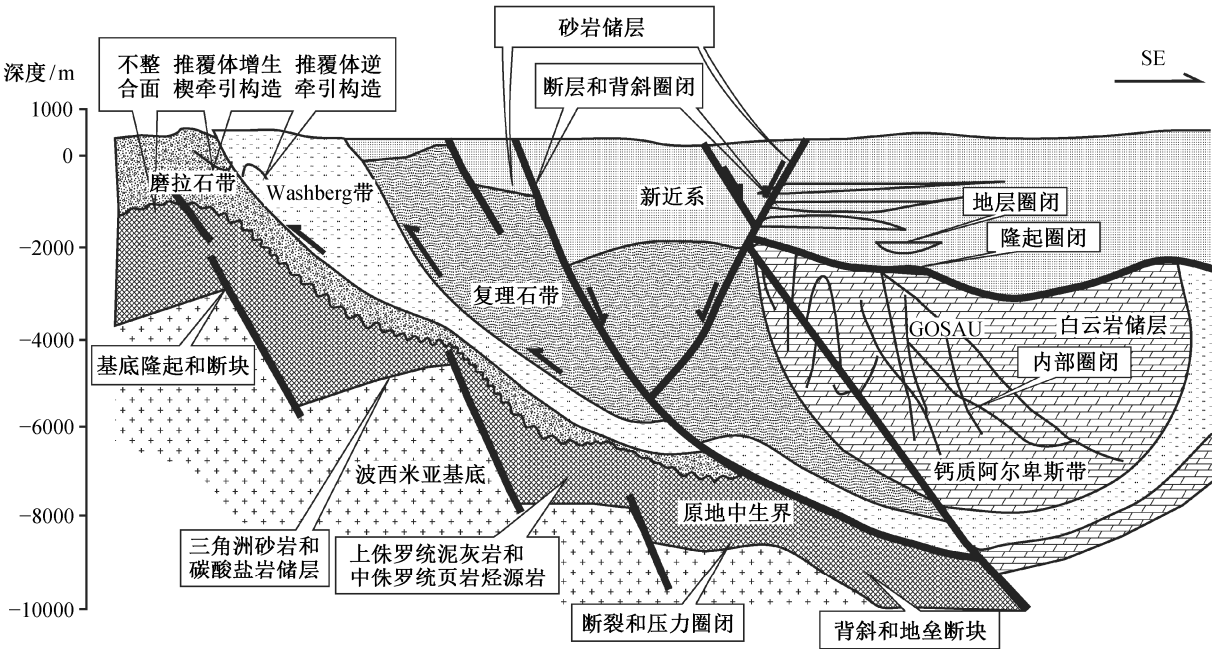 砂岩储层
SE
深度/m
不整
合面
推覆体增生
楔牵引构造
推覆体逆
牵引构造
断层和背斜圈闭
1000
0
−2000
−4000
−6000
−8000
−10000
磨拉石带
Washberg带
新近系
地层圈闭
隆起圈闭
复理石带
GOSAU
白云岩储层
内部圈闭
基底隆起和断块
钙质阿尔卑斯带
波西米亚基底
原地中生界
三角洲砂岩和
碳酸盐岩储层
上侏罗统泥灰岩和
中侏罗统页岩烃源岩
断裂和压力圈闭
背斜和地垒断块